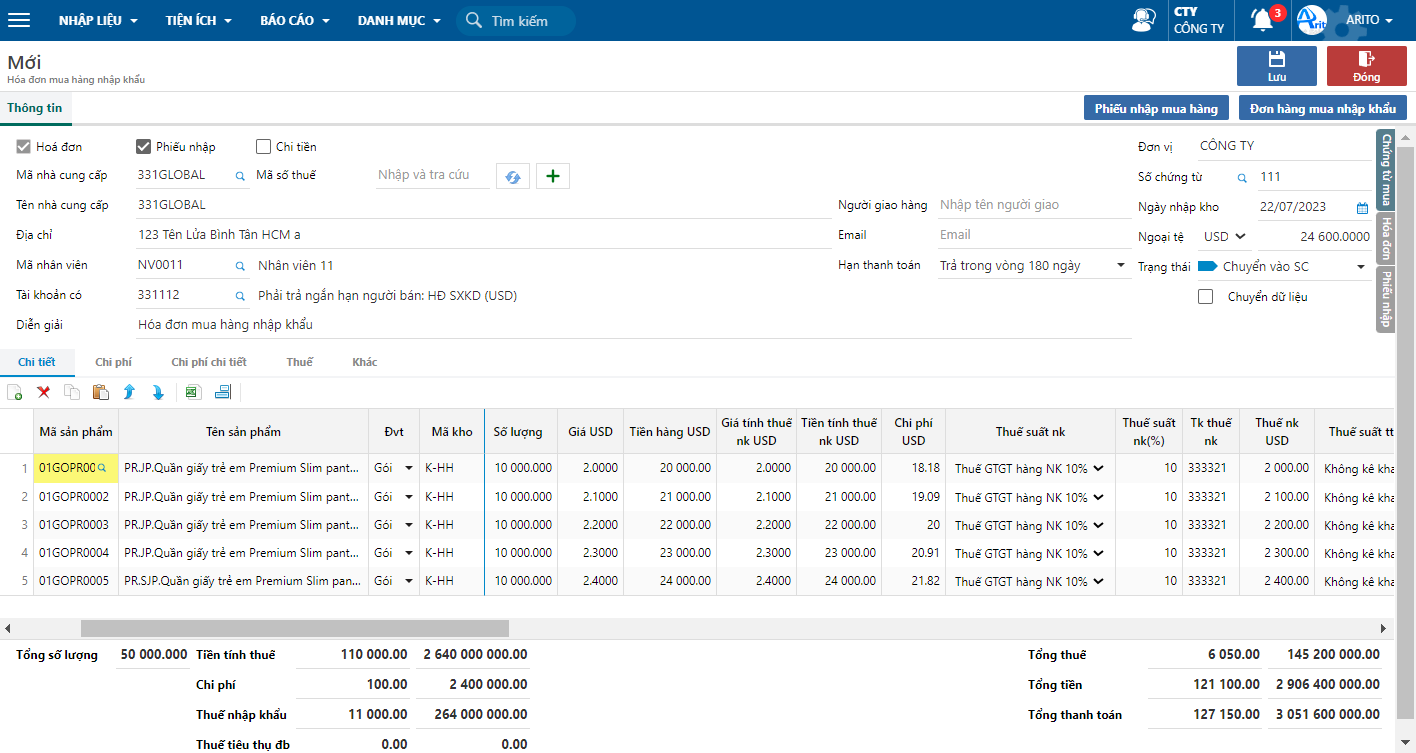 NHẬP LIỆU TIỆN ÍCH BÁO CÁO DANH MỤC Tìm kiếm CTY CÔNG TY 3 ARITO
Mới
Hóa đơn mua hàng nhập khẩu
Lưu Đóng
Thông tin Phiếu nhập mua hàng Đơn hàng mua nhập khẩu
Hoá đơn Phiếu nhập Chi tiền Đơn vị CÔNG TY
Mã nhà cung cấp 331GLOBAL Mã số thuế Nhập và tra cứu Số chứng từ 111
Tên nhà cung cấp 331GLOBAL Người giao hàng Nhập tên người giao Ngày nhập kho 22/07/2023
Địa chỉ 123 Tên Lửa Bình Tân HCM a Email Email Ngoại tệ USD 24 600.0000
Mã nhân viên NV0011 Nhân viên 11 Hạn thanh toán Trả trong vòng 180 ngày Trạng thái Chuyển vào SC
Tài khoản có 331112 Phải trả ngắn hạn người bán: HĐ SXKD (USD) Chuyển dữ liệu
Diễn giải Hóa đơn mua hàng nhập khẩu
Chứng từ mua
Hóa đơn
Phiếu nhập
Chi tiết Chi phí Chi phí chi tiết Thuế Khác
Mã sản phẩm Tên sản phẩm Đvt Mã kho Số lượng Giá USD Tiền hàng USD Giá tính thuế nk USD Tiền tính thuế nk USD Chi phí USD Thuế suất nk Thuế suất nk(%) Tk thuế nk Thuế nk USD Thuế suất tt
1 01GOPR00 PR.JP.Quần giấy trẻ em Premium Slim pant... Gói K-HH 10 000.000 2.0000 20 000.00 2.0000 20 000.00 18.18 Thuế GTGT hàng NK 10% 10 333321 2 000.00 Không kê kha
2 01GOPR0002 PR.JP.Quần giấy trẻ em Premium Slim pant... Gói K-HH 10 000.000 2.1000 21 000.00 2.1000 21 000.00 19.09 Thuế GTGT hàng NK 10% 10 333321 2 100.00 Không kê kha
3 01GOPR0003 PR.JP.Quần giấy trẻ em Premium Slim pant... Gói K-HH 10 000.000 2.2000 22 000.00 2.2000 22 000.00 20 Thuế GTGT hàng NK 10% 10 333321 2 200.00 Không kê kha
4 01GOPR0004 PR.JP.Quần giấy trẻ em Premium Slim pant... Gói K-HH 10 000.000 2.3000 23 000.00 2.3000 23 000.00 20.91 Thuế GTGT hàng NK 10% 10 333321 2 300.00 Không kê kha
5 01GOPR0005 PR.SJP.Quần giấy trẻ em Premium Slim pan... Gói K-HH 10 000.000 2.4000 24 000.00 2.4000 24 000.00 21.82 Thuế GTGT hàng NK 10% 10 333321 2 400.00 Không kê kha
Tổng số lượng 50 000.000 Tiền tính thuế 110 000.00 2 640 000 000.00 Tổng thuế 6 050.00 145 200 000.00
Chi phí 100.00 2 400 000.00 Tổng tiền 121 100.00 2 906 400 000.00
Thuế nhập khẩu 11 000.00 264 000 000.00 Tổng thanh toán 127 150.00 3 051 600 000.00
Thuế tiêu thụ đb 0.00 0.00